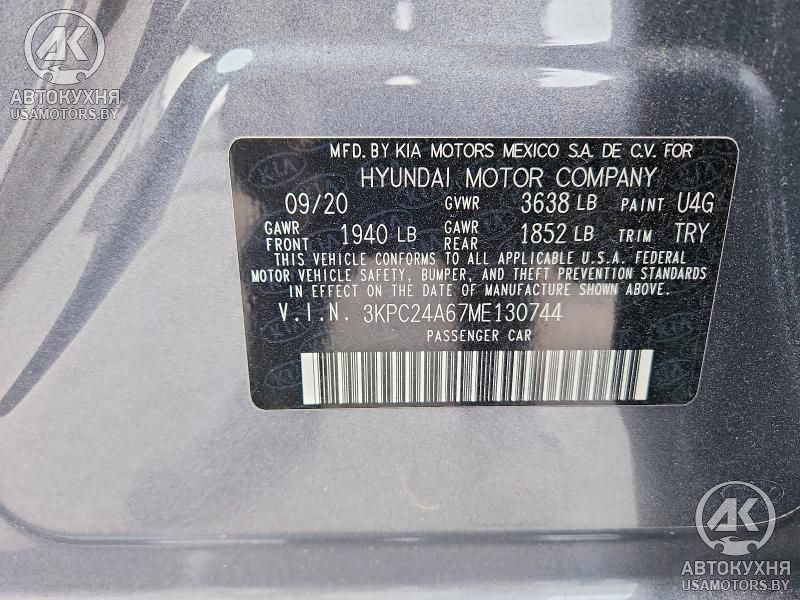 АВТОКУХНЯ
USAMOTORS.BY
MFD. BY KIA MOTORS MEXICO S.A. DE C.V. FOR
HYUNDAI MOTOR COMPANY
09/20 GVWR 3638 LB PAINT U4G
GAWR FRONT 1940 LB GAWR REAR 1852 LB TRIM TRY
THIS VEHICLE CONFORMS TO ALL APPLICABLE U.S.A. FEDERAL
MOTOR VEHICLE SAFETY, BUMPER, AND THEFT PREVENTION STANDARDS
IN EFFECT ON THE DATE OF MANUFACTURE SHOWN ABOVE.
V.I.N. 3KPC24A67ME130744
PASSENGER CAR
АВТОКУХНЯ
USAMOTORS.BY